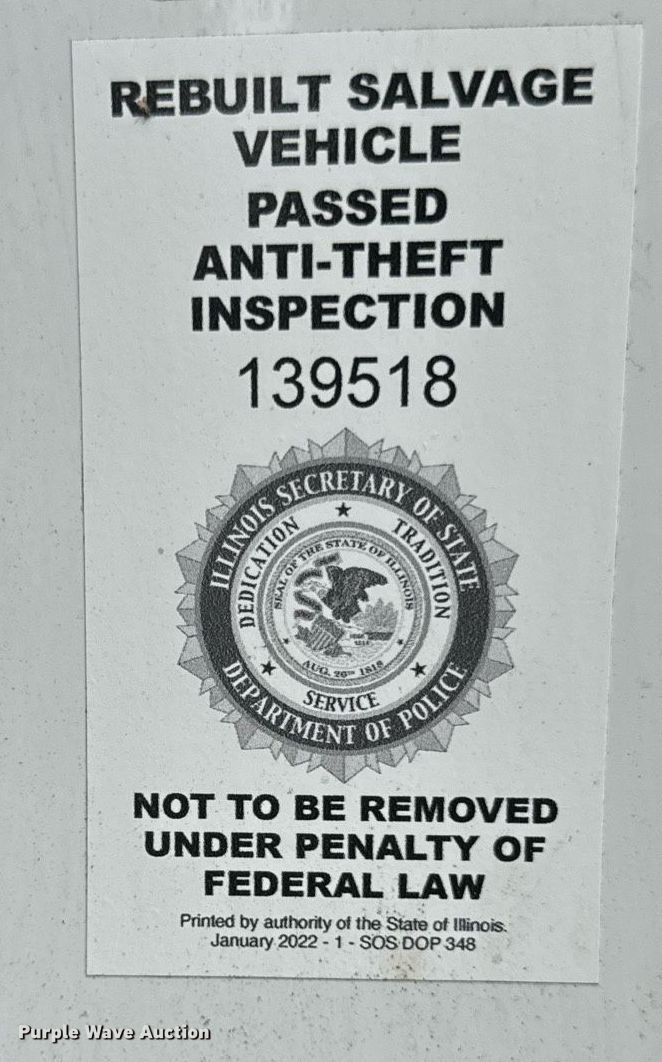 REBUILT SALVAGE
VEHICLE
PASSED
ANTI-THEFT
INSPECTION
139518
ILLINOIS SECRETARY OF STATE
DEDICATION
TRADITION
SEAL OF THE STATE OF ILLINOIS
AUG. 26TH 1818
SERVICE
DEPARTMENT OF POLICE
NOT TO BE REMOVED
UNDER PENALTY OF
FEDERAL LAW
Printed by authority of the State of Illinois.
January 2022 - 1 - SOS DOP 348
Purple Wave Auction